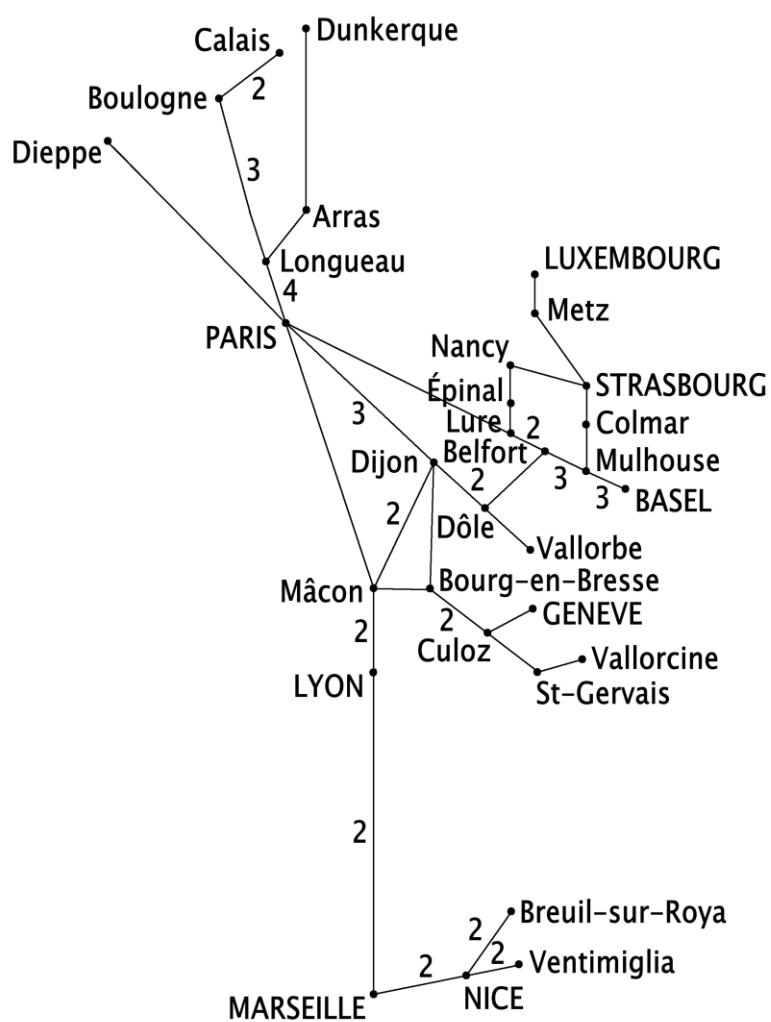 Dunkerque
Calais
2
Boulogne
Dieppe
3
Arras
Longueau
4
LUXEMBOURG
Metz
PARIS
Nancy
Épinal
STRASBOURG
3
Lure
2
Colmar
Dijon
Belfort
Mulhouse
2
3
3
BASEL
2
Dôle
Vallorbe
Mâcon
Bourg-en-Bresse
2
GENEVE
2
Culoz
Vallorcine
LYON
St-Gervais
2
Breuil-sur-Roya
2
2
Ventimiglia
2
NICE
MARSEILLE